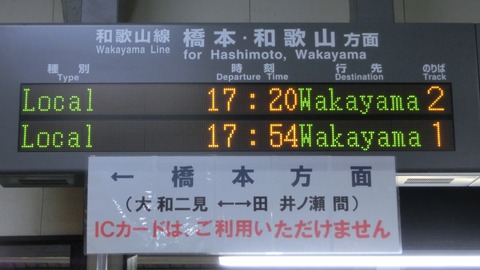 和歌山線 橋本・和歌山 方面
Wakayama Line for Hashimoto, Wakayama
種別 時刻 行先 のりば
Type Departure Time Destination Track
Local 17:20 Wakayama 2
Local 17:54 Wakayama 1
← 橋本方面
(大和二見 ←→ 田井ノ瀬 間)
ICカードは、ご利用いただけません